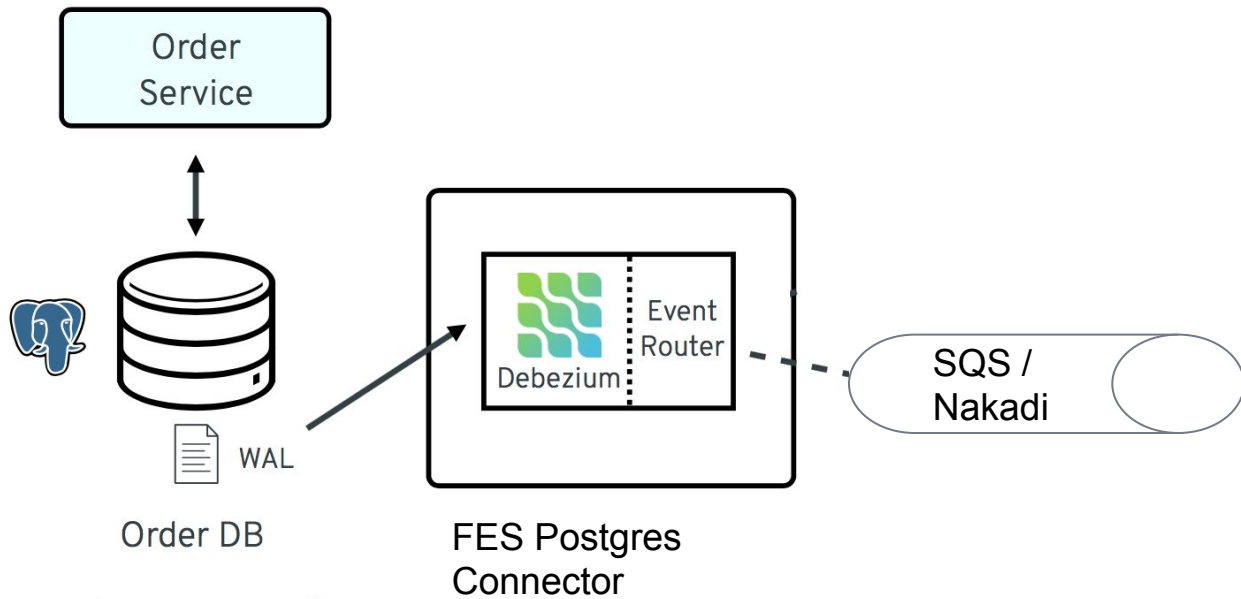 Order
Service
WAL
Order DB
Debezium
Event
Router
FES Postgres
Connector
SQS /
Nakadi